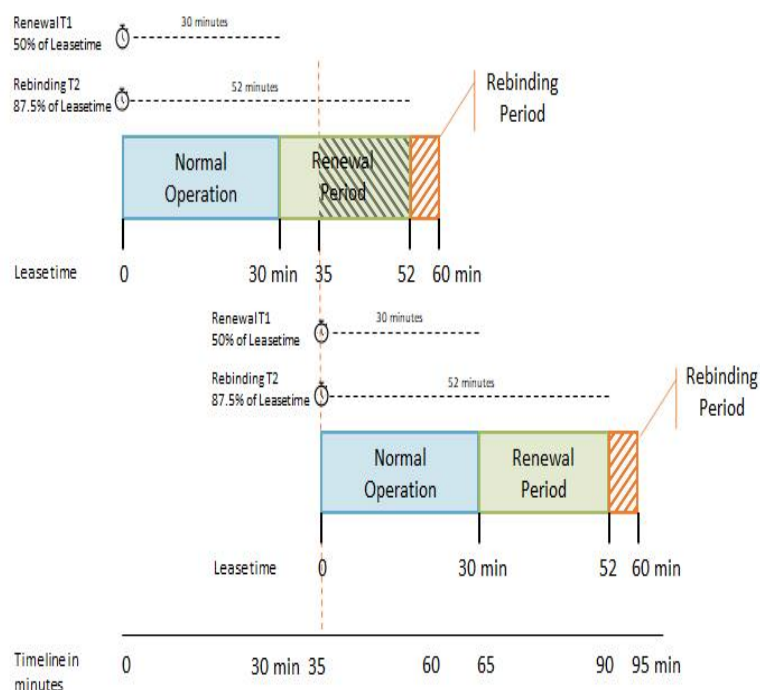 Renewal T1
50% of Leasetime
30 minutes
Rebinding T2
87.5% of Leasetime
52 minutes
Rebinding
Period
Normal
Operation
Renewal
Period
Leasetime
0
30 min
35
52
60 min
Renewal T1
50% of Leasetime
30 minutes
Rebinding T2
87.5% of Leasetime
52 minutes
Rebinding
Period
Normal
Operation
Renewal
Period
Leasetime
0
30 min
52
60 min
Timeline in
minutes
0
30 min
35
60
65
90
95 min